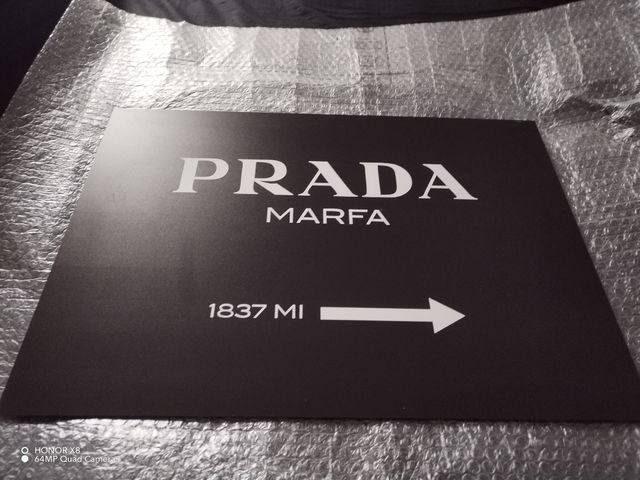 PRADA
MARFA
1837 MI
HONOR X8
64MP Quad Camera